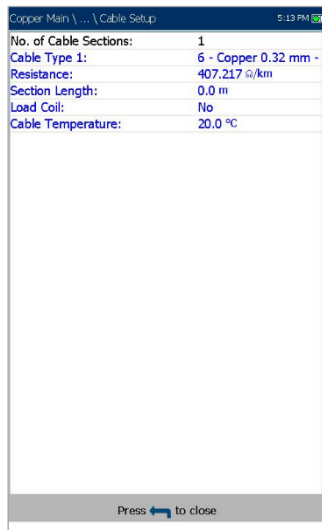 Copper Main \ ... \ Cable Setup 5:13 PM
No. of Cable Sections: 1
Cable Type 1: 6 - Copper 0.32 mm -
Resistance: 407.217 Ω/km
Section Length: 0.0 m
Load Coil: No
Cable Temperature: 20.0 °C
Press to close